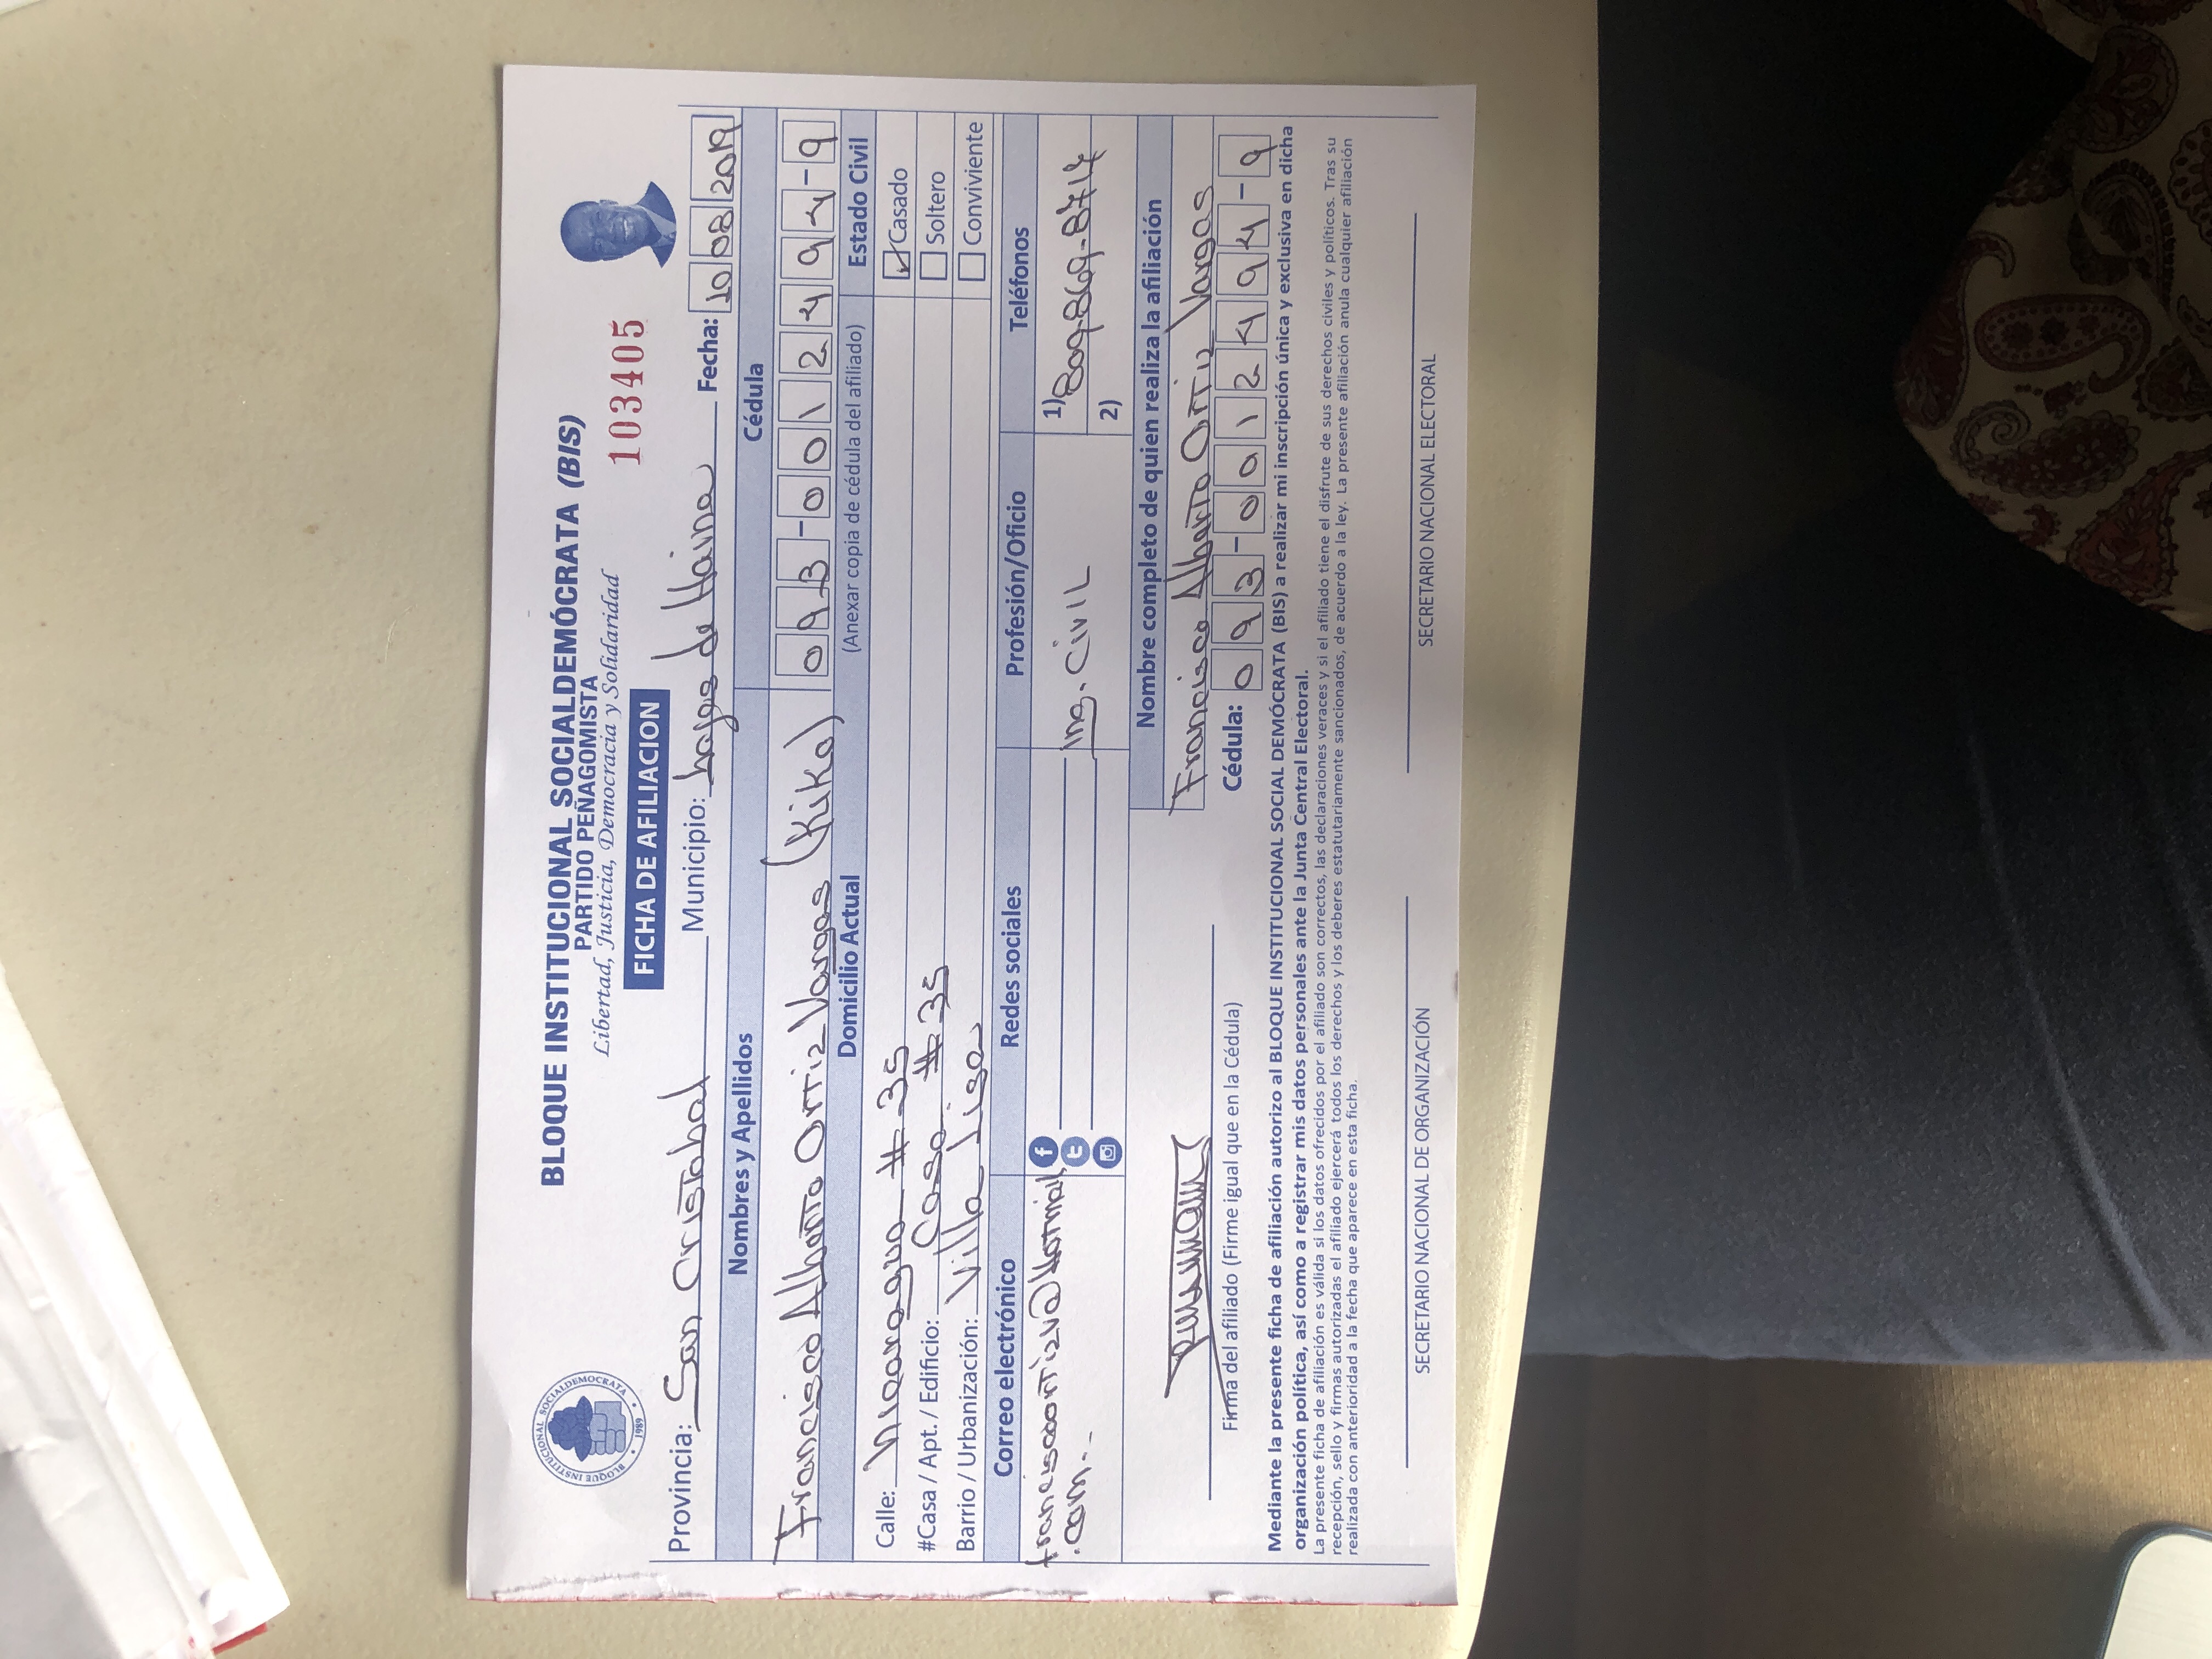 BLOQUE INSTITUCIONAL SOCIALDEMOCRATA
1989
BLOQUE INSTITUCIONAL SOCIALDEMÓCRATA (BIS)
PARTIDO PEÑAGOMISTA
Libertad, Justicia, Democracia y Solidaridad
FICHA DE AFILIACION
103405
Provincia: San Cristobal Municipio: bajos de Haina Fecha: 10 08 2019
Nombres y Apellidos Cédula
Francisco Alberto Ortiz Vargas (Kiko) 093-0012494-9
Domicilio Actual (Anexar copia de cédula del afiliado) Estado Civil
Calle: Nicaragua # 35 Casado
#Casa / Apt. / Edificio: Casa # 35 Soltero
Barrio / Urbanización: Villa Lisa Conviviente
Correo electrónico Redes sociales Profesión/Oficio Teléfonos
franciscoortizv@hotmail 1) 809-869-8714
.com.- Ing. Civil 2)
Nombre completo de quien realiza la afiliación
Francisco Alberto Ortiz Vargas
Cédula: 093-0012494-9
Firma del afiliado (Firme igual que en la Cédula)
Mediante la presente ficha de afiliación autorizo al BLOQUE INSTITUCIONAL SOCIAL DEMÓCRATA (BIS) a realizar mi inscripción única y exclusiva en dicha
organización política, así como a registrar mis datos personales ante la Junta Central Electoral.
La presente ficha de afiliación es válida si los datos ofrecidos por el afiliado son correctos, las declaraciones veraces y si el afiliado tiene el disfrute de sus derechos civiles y políticos. Tras su
recepción, sello y firmas autorizadas el afiliado ejercerá todos los derechos y los deberes estatutariamente sancionados, de acuerdo a la ley. La presente afiliación anula cualquier afiliación
realizada con anterioridad a la fecha que aparece en esta ficha.
SECRETARIO NACIONAL DE ORGANIZACIÓN SECRETARIO NACIONAL ELECTORAL